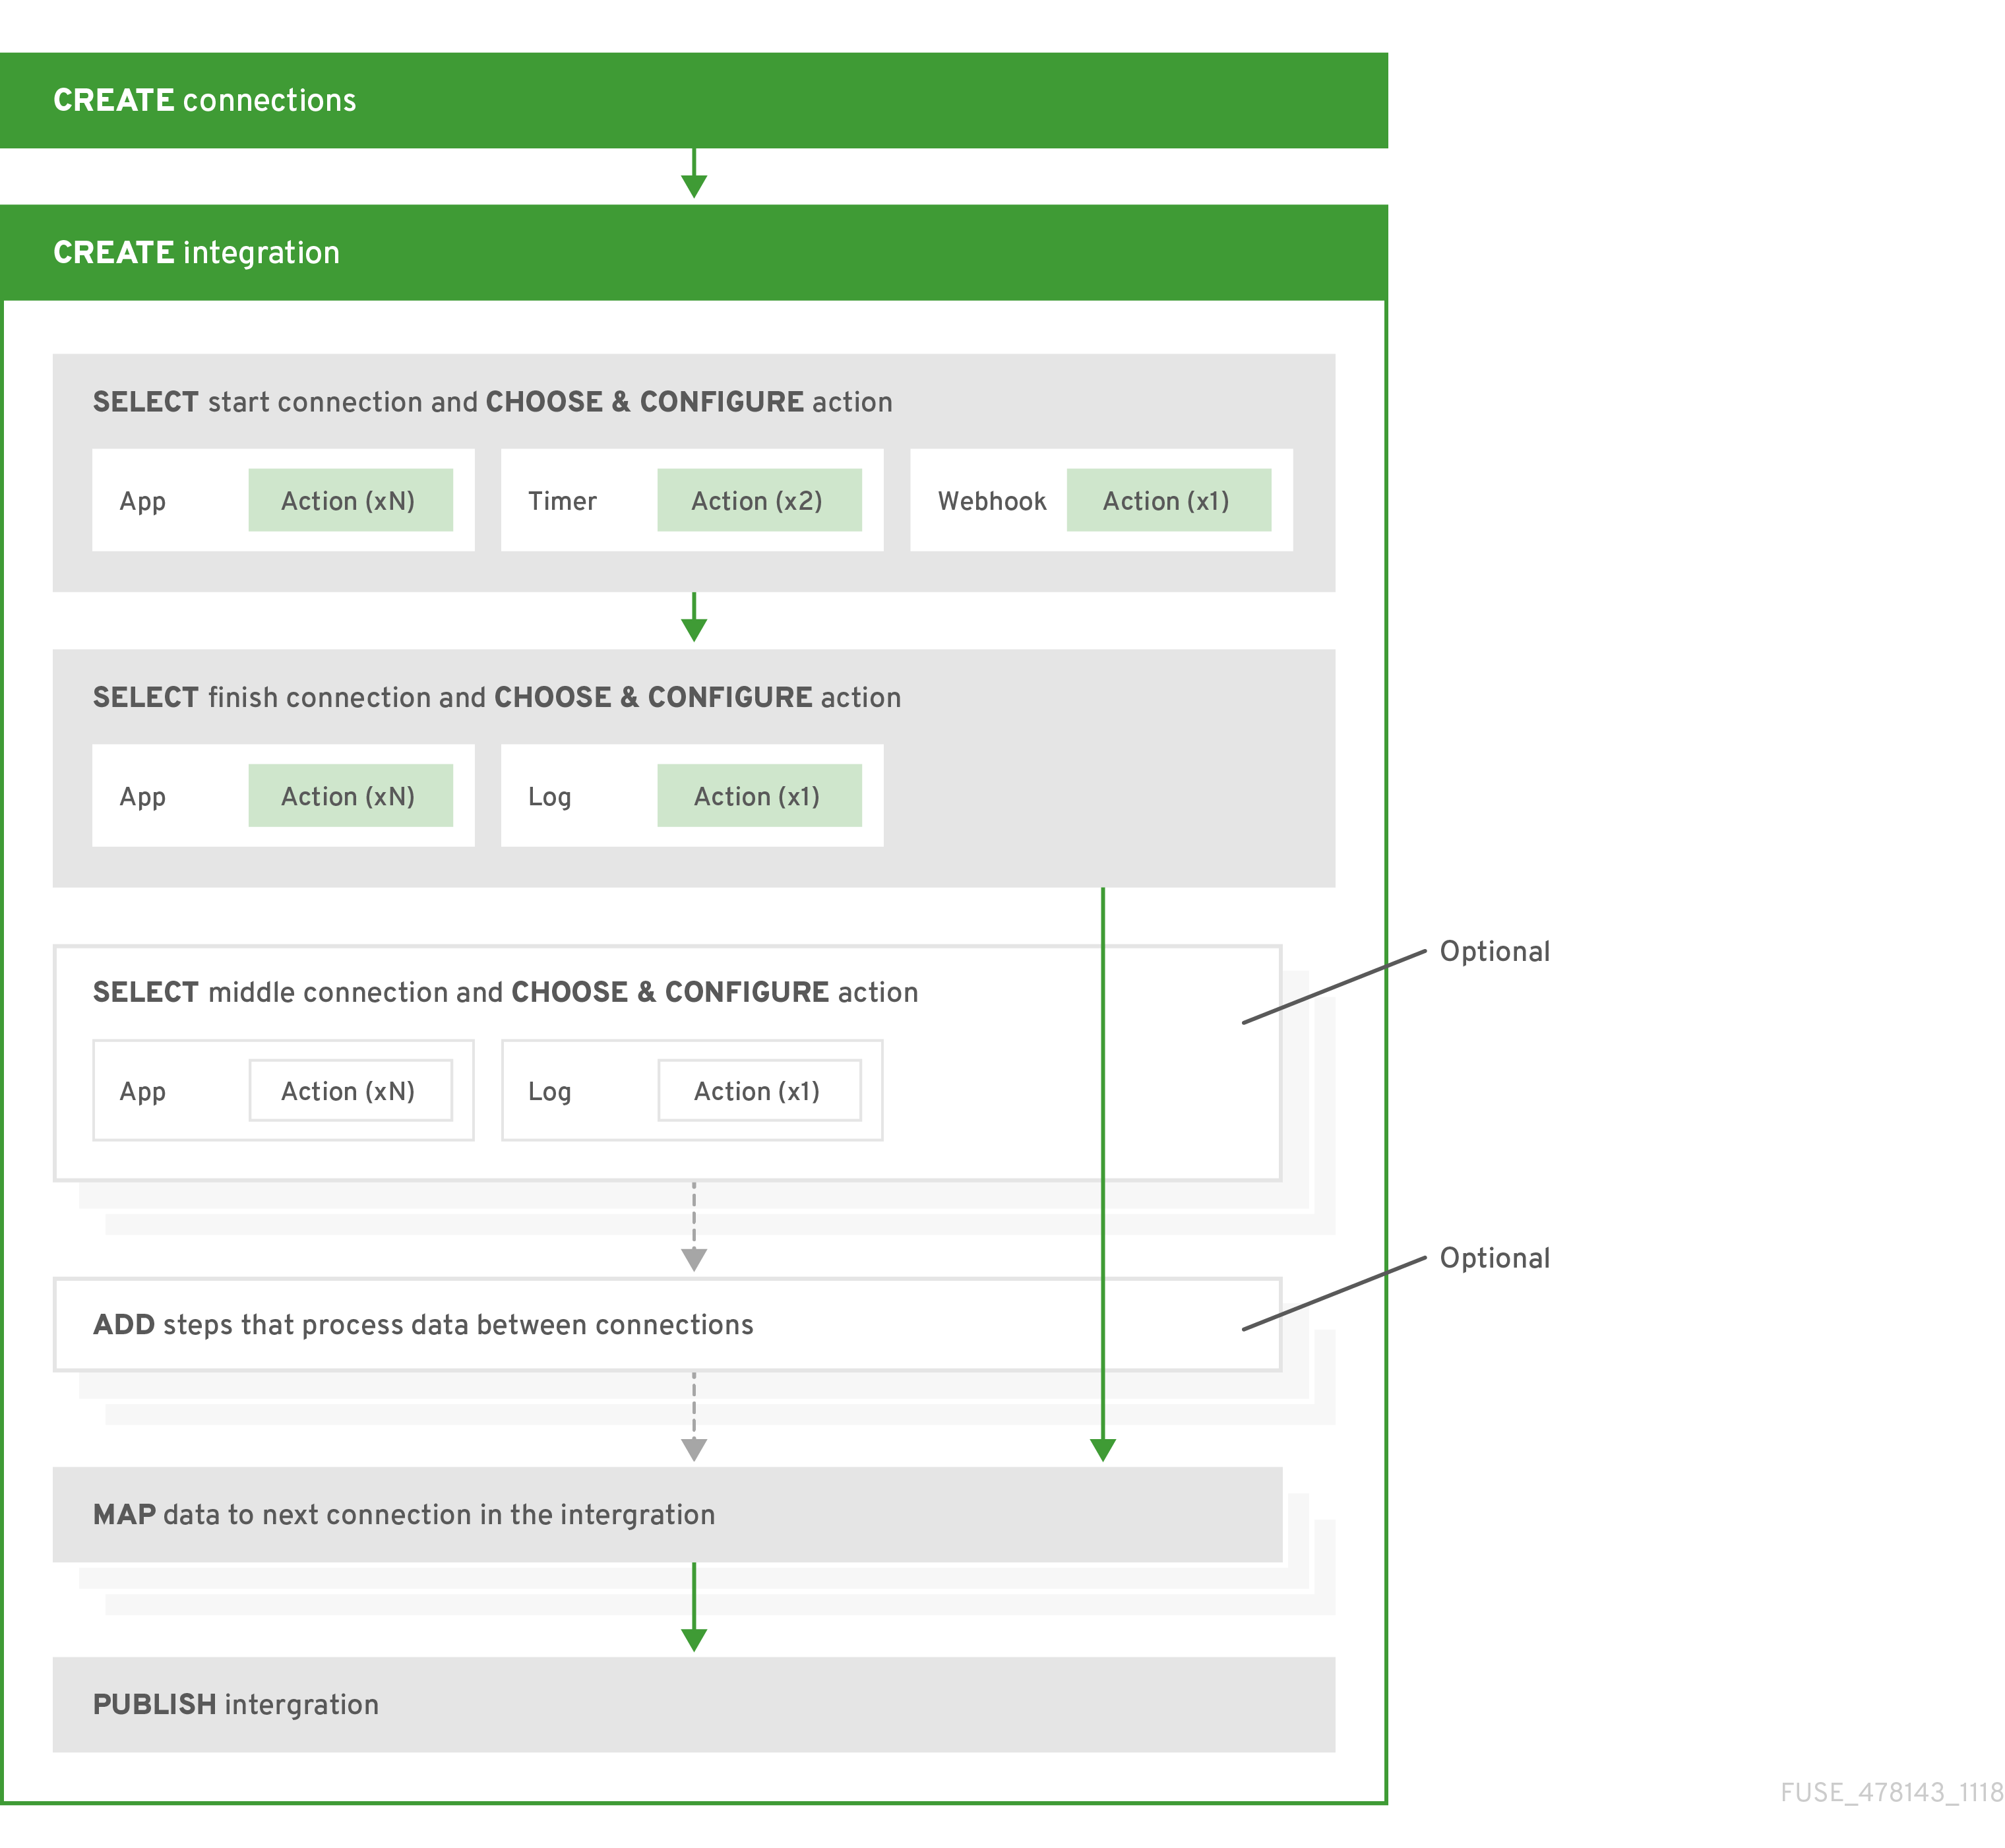 CREATE connections
CREATE integration
SELECT start connection and CHOOSE & CONFIGURE action
App Action (xN) Timer Action (x2) Webhook Action (x1)
SELECT finish connection and CHOOSE & CONFIGURE action
App Action (xN) Log Action (x1)
Optional
SELECT middle connection and CHOOSE & CONFIGURE action
App Action (xN) Log Action (x1)
Optional
ADD steps that process data between connections
MAP data to next connection in the intergration
PUBLISH intergration
FUSE_478143_1118